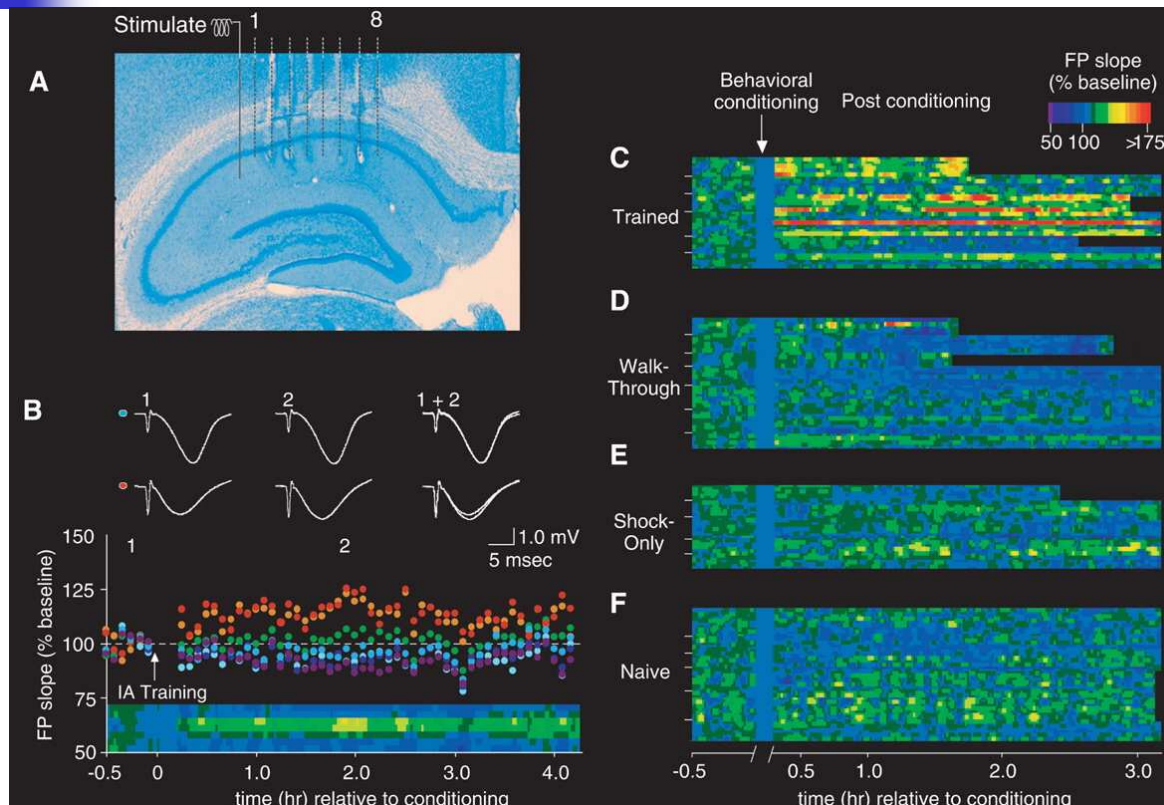 Stimulate 1 8
A
B
1 2 1 + 2
1.0 mV
5 msec
1 2
150
125
100
75
50
FP slope (% baseline)
IA Training
-0.5 0 1.0 2.0 3.0 4.0
time (hr) relative to conditioning
FP slope
(% baseline)
50 100 >175
Behavioral
conditioning
Post conditioning
C
Trained
D
Walk-
Through
E
Shock-
Only
F
Naive
-0.5 0.5 1.0 2.0 3.0
time (hr) relative to conditioning